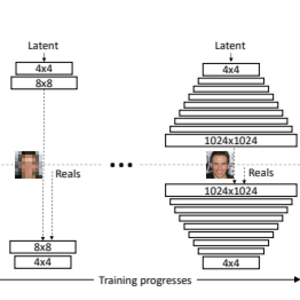 Latent
4x4
8x8
Reals
8x8
4x4
Latent
4x4
1024x1024
Reals
1024x1024
4x4
Training progresses